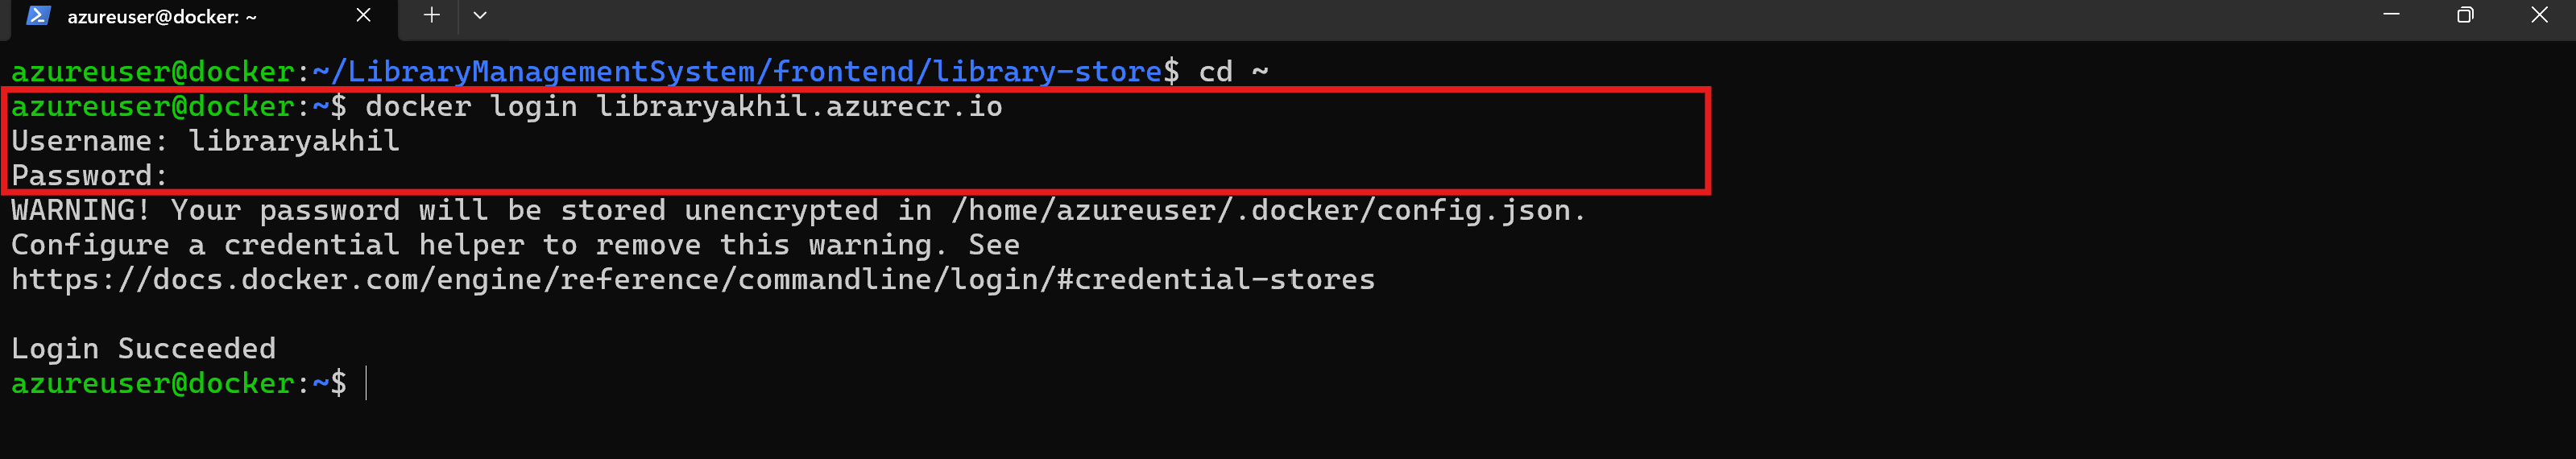 azureuser@docker: ~
azureuser@docker:~/LibraryManagementSystem/frontend/library-store$ cd ~
azureuser@docker:~$ docker login libraryakhil.azurecr.io
Username: libraryakhil
Password:
WARNING! Your password will be stored unencrypted in /home/azureuser/.docker/config.json.
Configure a credential helper to remove this warning. See
https://docs.docker.com/engine/reference/commandline/login/#credential-stores
Login Succeeded
azureuser@docker:~$